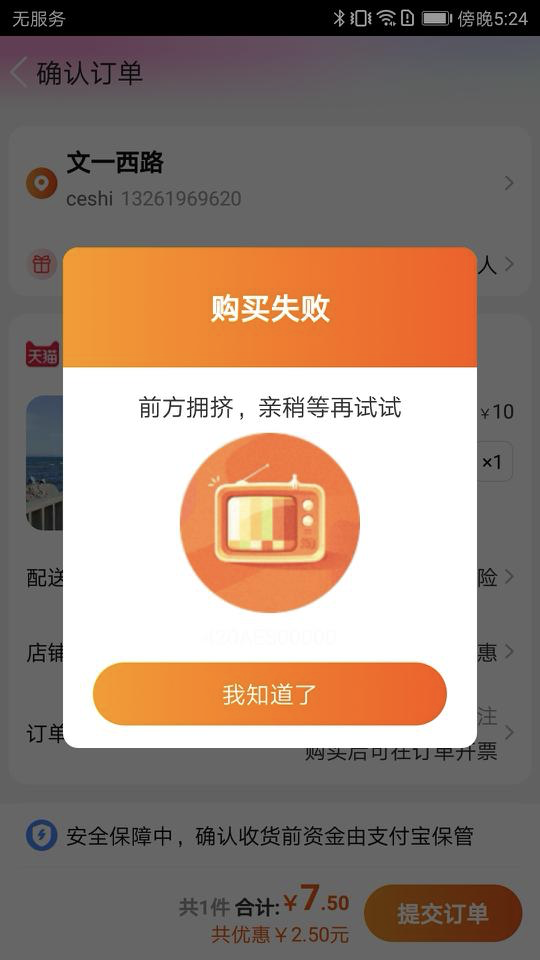 无服务
傍晚5:24
确认订单
文一西路
ceshi 13261969620
人
购买失败
天猫
前方拥挤，亲稍等再试试
¥10
×1
配送
险
店铺
惠
我知道了
订单
注
购买后可在订单开票
安全保障中，确认收货前资金由支付宝保管
共1件 合计:¥7.50
提交订单
共优惠¥2.50元